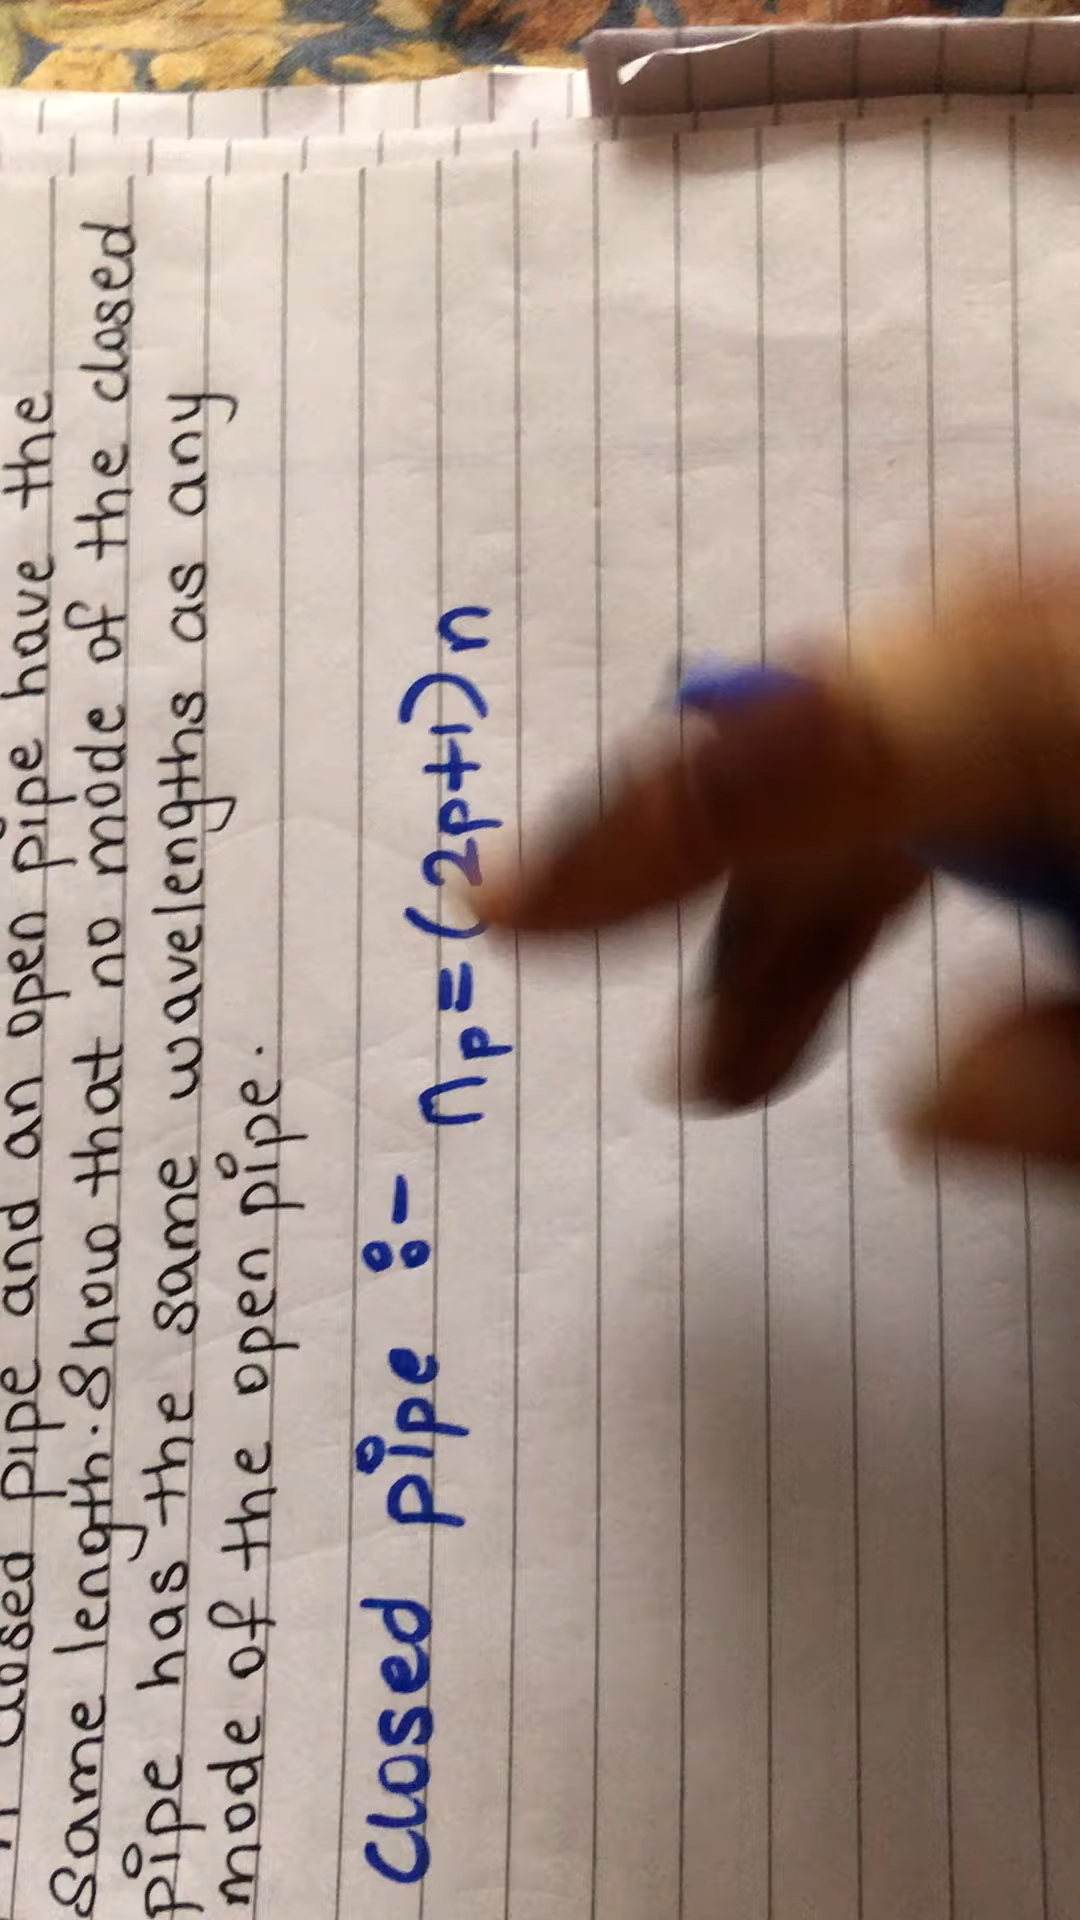 closed pipe and an open pipe have the
same length. Show that no mode of the closed
pipe has the same wavelengths as any
mode of the open pipe.
Closed pipe :- np = (2p+1) n